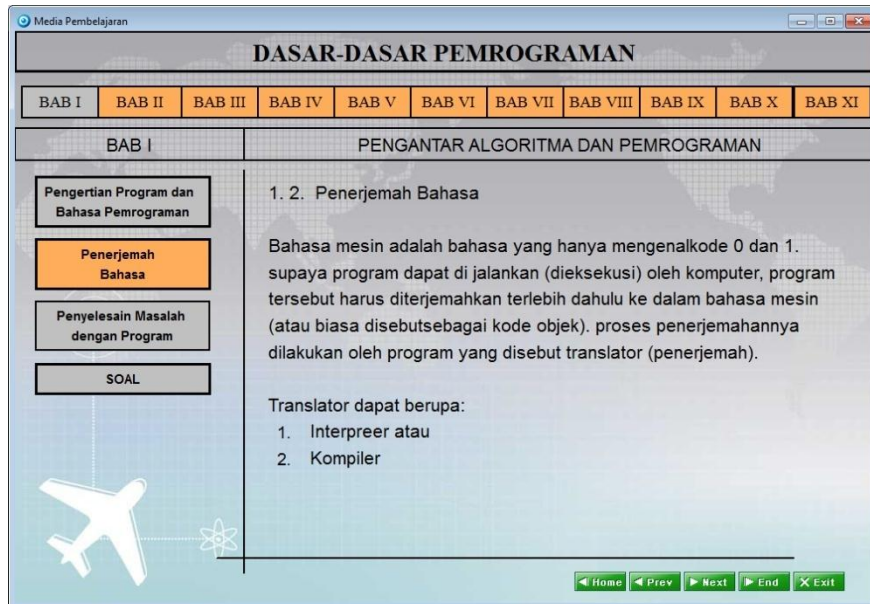 Media Pembelajaran
DASAR-DASAR PEMROGRAMAN
BAB I BAB II BAB III BAB IV BAB V BAB VI BAB VII BAB VIII BAB IX BAB X BAB XI
BAB I
PENGANTAR ALGORITMA DAN PEMROGRAMAN
Pengertian Program dan
Bahasa Pemrograman
Penerjemah
Bahasa
Penyelesain Masalah
dengan Program
SOAL
1. 2. Penerjemah Bahasa
Bahasa mesin adalah bahasa yang hanya mengenalkode 0 dan 1.
supaya program dapat di jalankan (dieksekusi) oleh komputer, program
tersebut harus diterjemahkan terlebih dahulu ke dalam bahasa mesin
(atau biasa disebutsebagai kode objek). proses penerjemahannya
dilakukan oleh program yang disebut translator (penerjemah).
Translator dapat berupa:
1. Interpreer atau
2. Kompiler
Home Prev Next End Exit